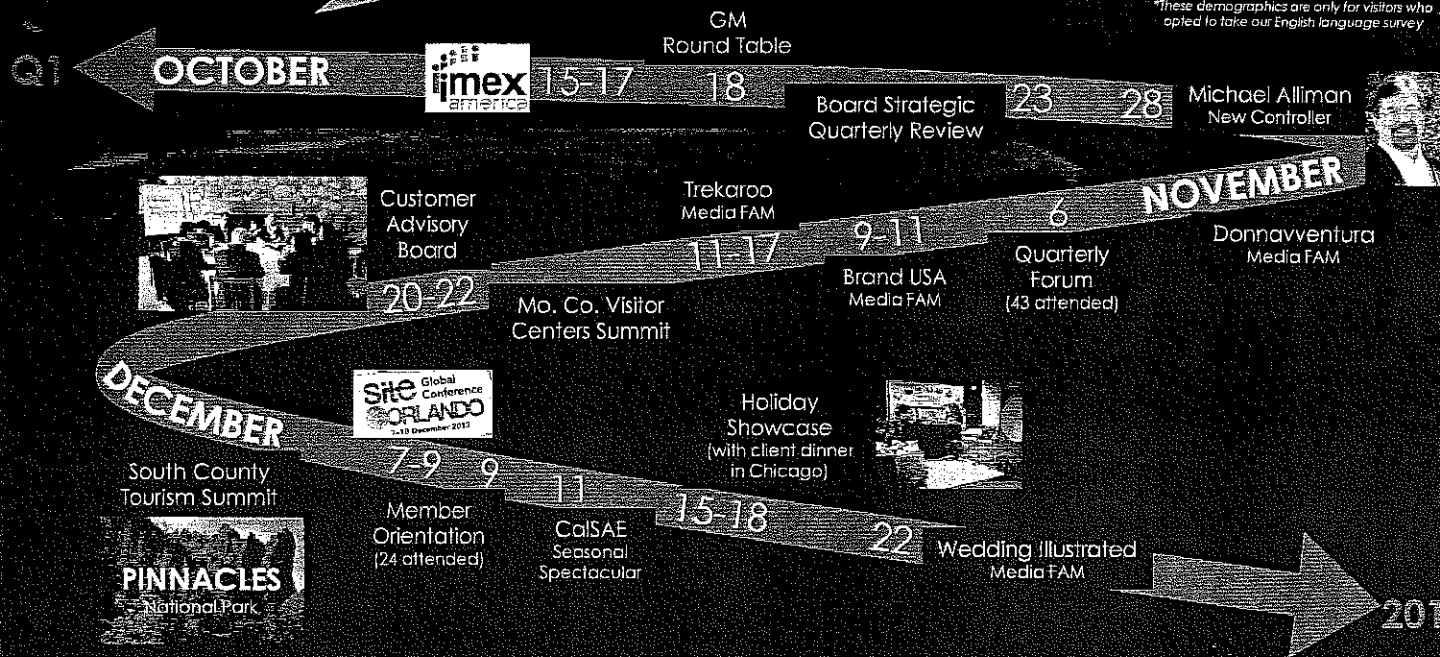 *These demographics are only for visitors who
opted to take our English language survey
GM
Round Table
Q1
OCTOBER
imex
america
15-17
18
Board Strategic
Quarterly Review
23
28
Michael Alliman
New Controller
NOVEMBER
Donnavventura
Media FAM
6
Quarterly
Forum
(43 attended)
9-11
Brand USA
Media FAM
Trekaroo
Media FAM
11-17
Mo. Co. Visitor
Centers Summit
Customer
Advisory
Board
20-22
DECEMBER
South County
Tourism Summit
PINNACLES
National Park
Site Global
Conference
ORLANDO
December
7-9
9
Member
Orientation
(24 attended)
11
CalSAE
Seasonal
Spectacular
Holiday
Showcase
(with client dinner
in Chicago)
15-18
22
Wedding Illustrated
Media FAM
201